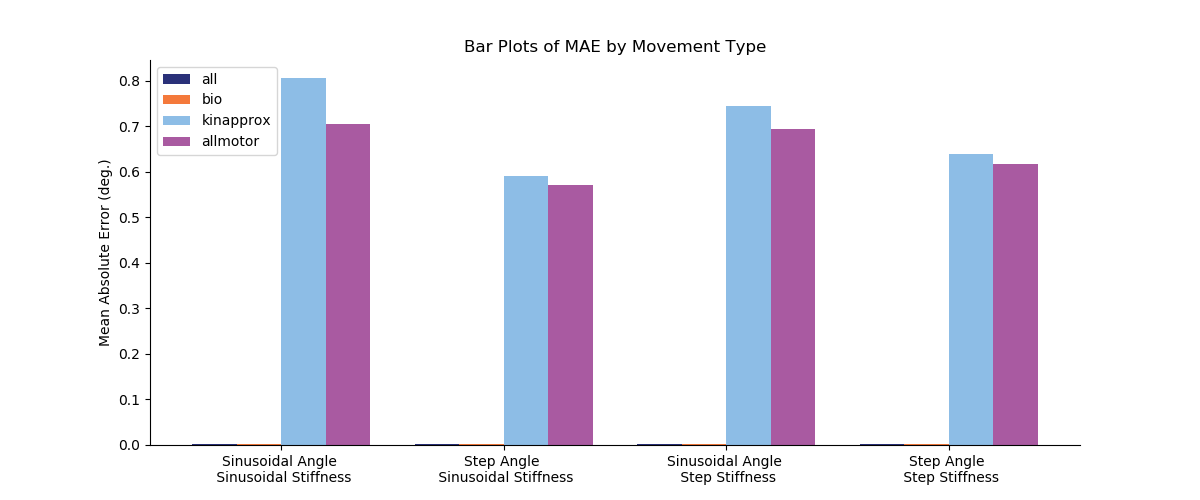 Bar Plots of MAE by Movement Type
all
bio
kinapprox
allmotor
Mean Absolute Error (deg.)
0.8
0.7
0.6
0.5
0.4
0.3
0.2
0.1
0.0
Sinusoidal Angle
Sinusoidal Stiffness
Step Angle
Sinusoidal Stiffness
Sinusoidal Angle
Step Stiffness
Step Angle
Step Stiffness